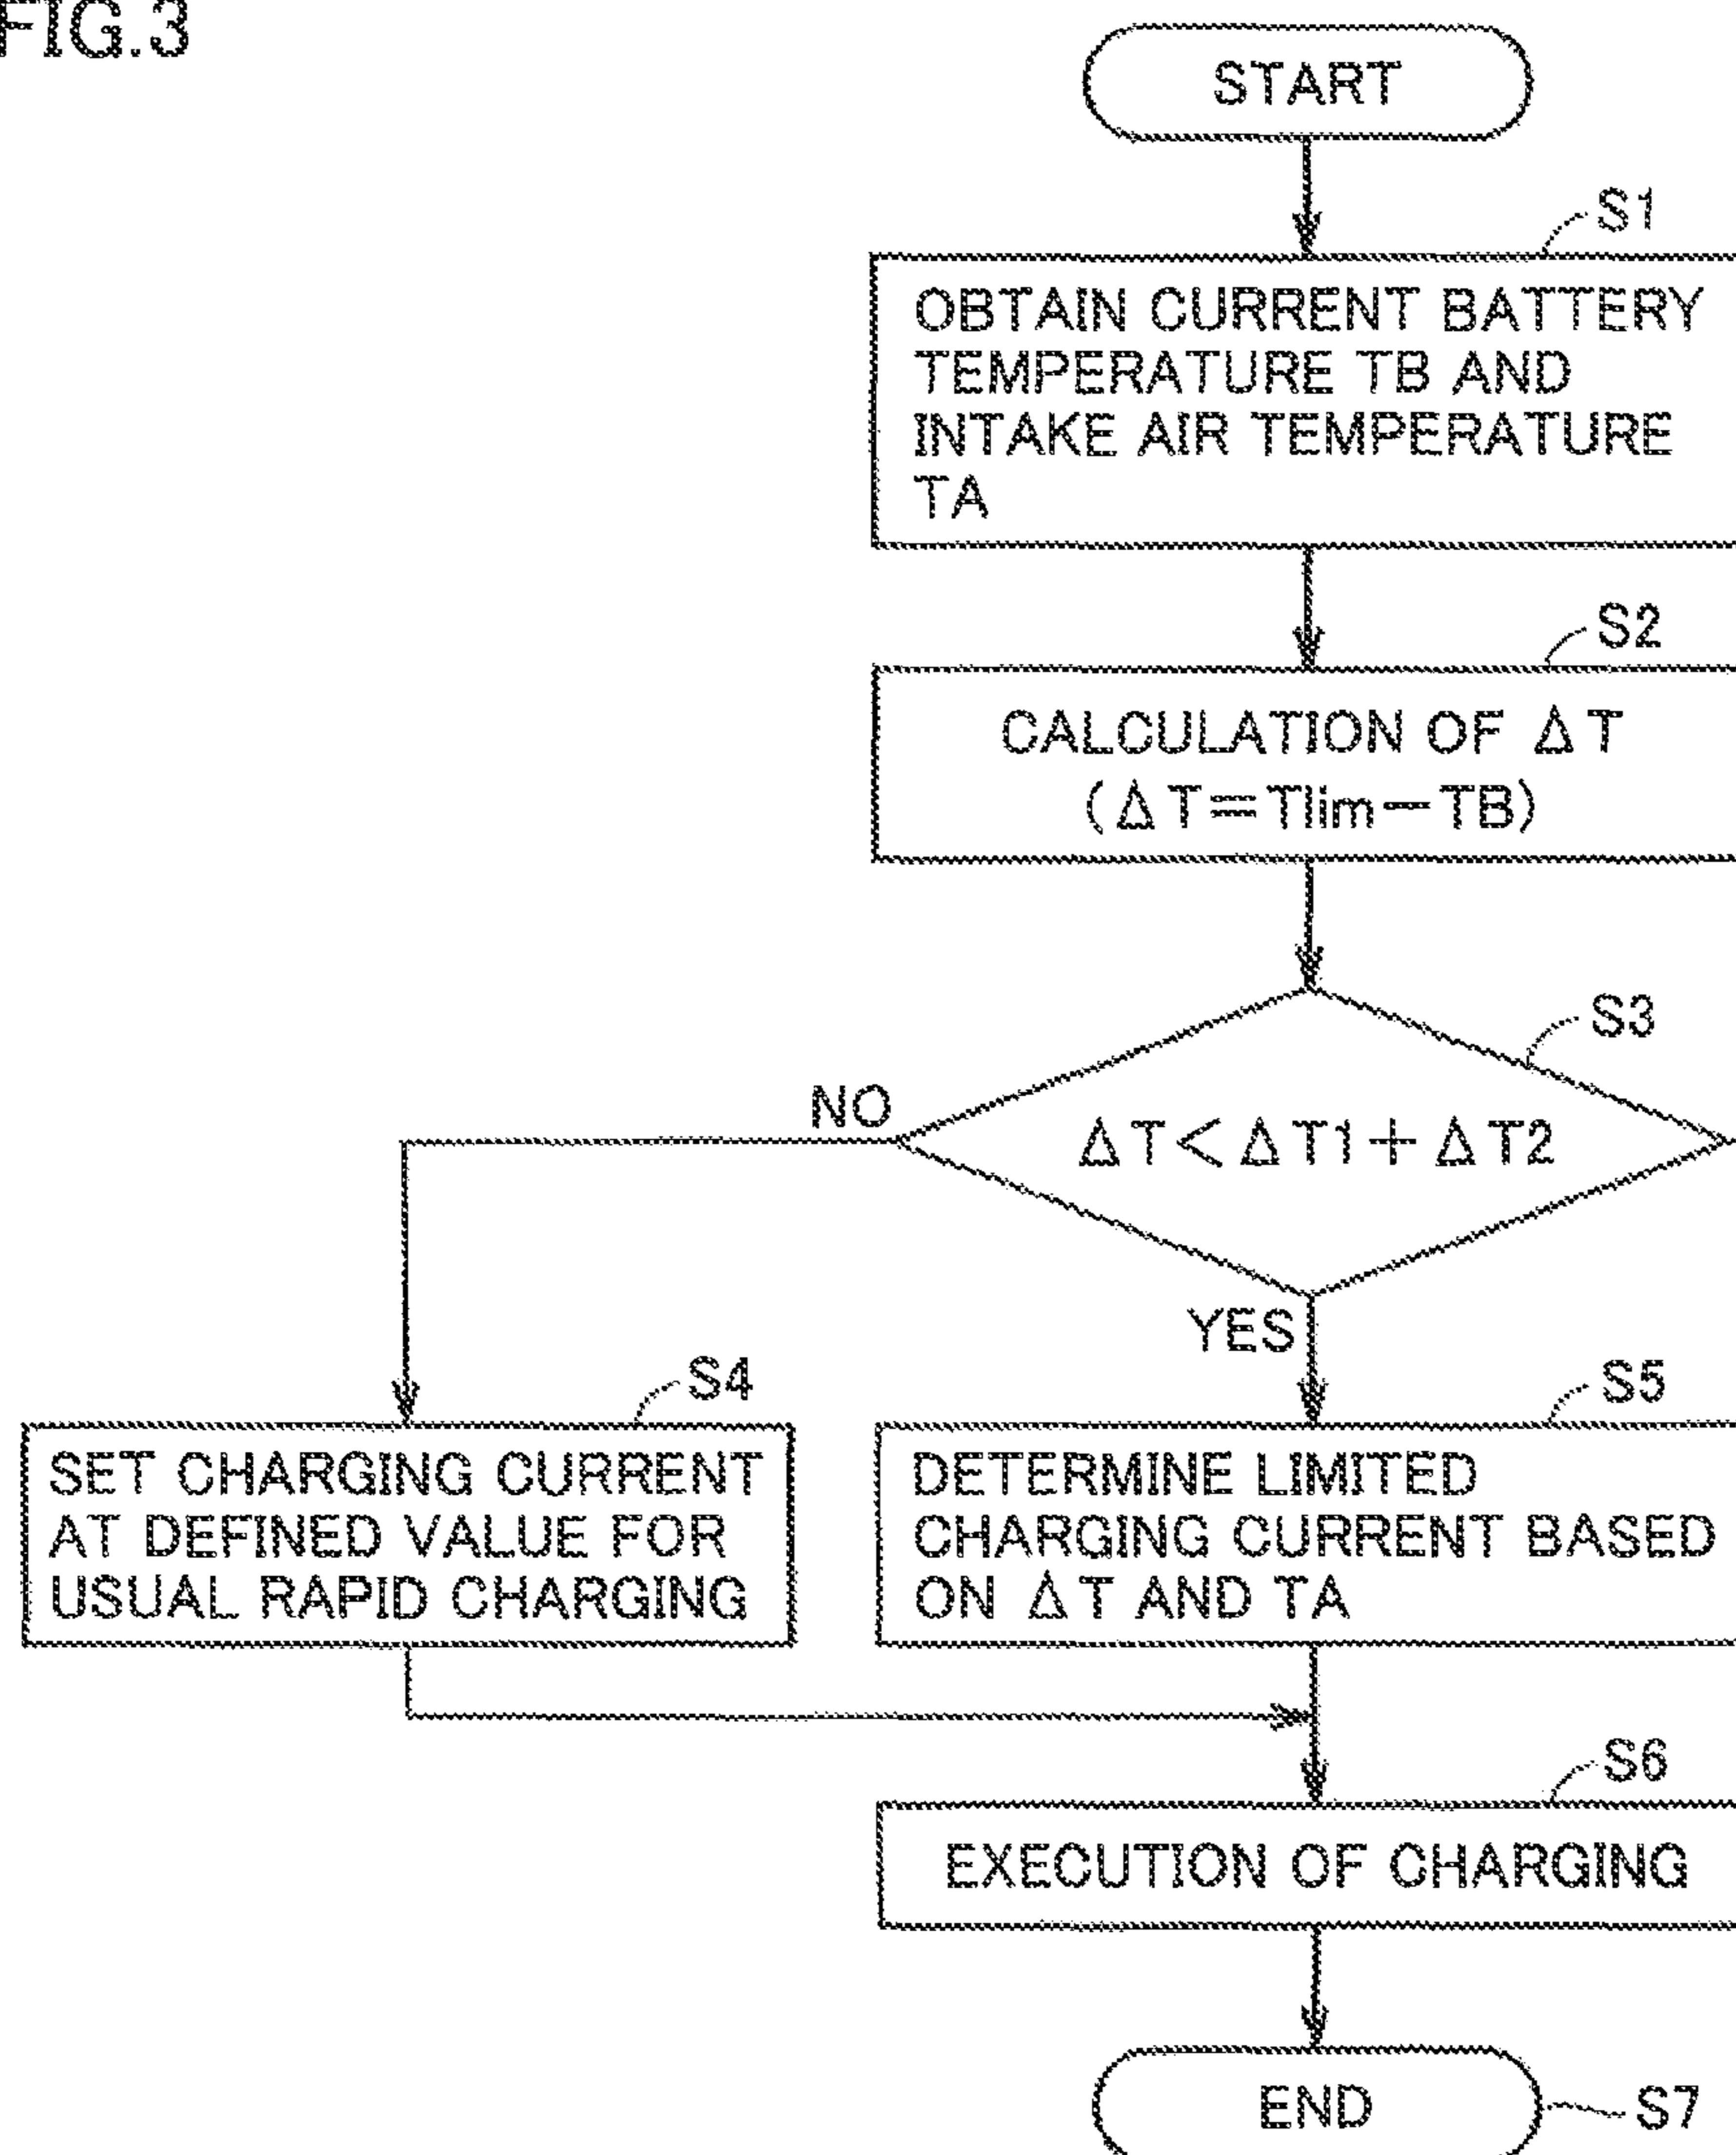 FIG.3
START
S1
OBTAIN CURRENT BATTERY
TEMPERATURE TB AND
INTAKE AIR TEMPERATURE
TA
S2
CALCULATION OF ΔT
(ΔT=Tlim-TB)
S3
NO
ΔT<ΔT1+ΔT2
YES
S4
SET CHARGING CURRENT
AT DEFINED VALUE FOR
USUAL RAPID CHARGING
S5
DETERMINE LIMITED
CHARGING CURRENT BASED
ON ΔT AND TA
S6
EXECUTION OF CHARGING
END
S7